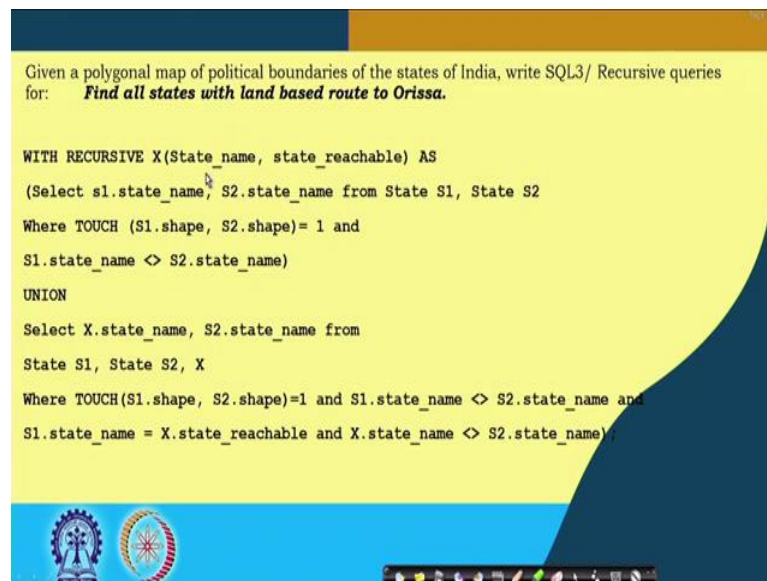 Given a polygonal map of political boundaries of the states of India, write SQL3/ Recursive queries
for: Find all states with land based route to Orissa.
WITH RECURSIVE X(State_name, state_reachable) AS
(Select s1.state_name, S2.state_name from State S1, State S2
Where TOUCH (S1.shape, S2.shape)= 1 and
S1.state_name <> S2.state_name)
UNION
Select X.state_name, S2.state_name from
State S1, State S2, X
Where TOUCH(S1.shape, S2.shape)=1 and S1.state_name <> S2.state_name and
S1.state_name = X.state_reachable and X.state_name <> S2.state_name);